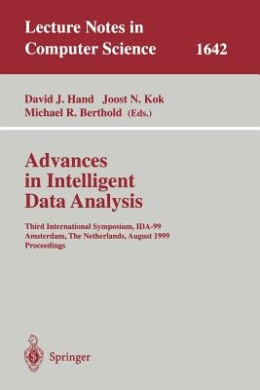 Lecture Notes in
Computer Science 1642
David J. Hand Joost N. Kok
Michael R. Berthold (Eds.)
Advances
in Intelligent
Data Analysis
Third International Symposium, IDA-99
Amsterdam, The Netherlands, August 1999
Proceedings
Springer